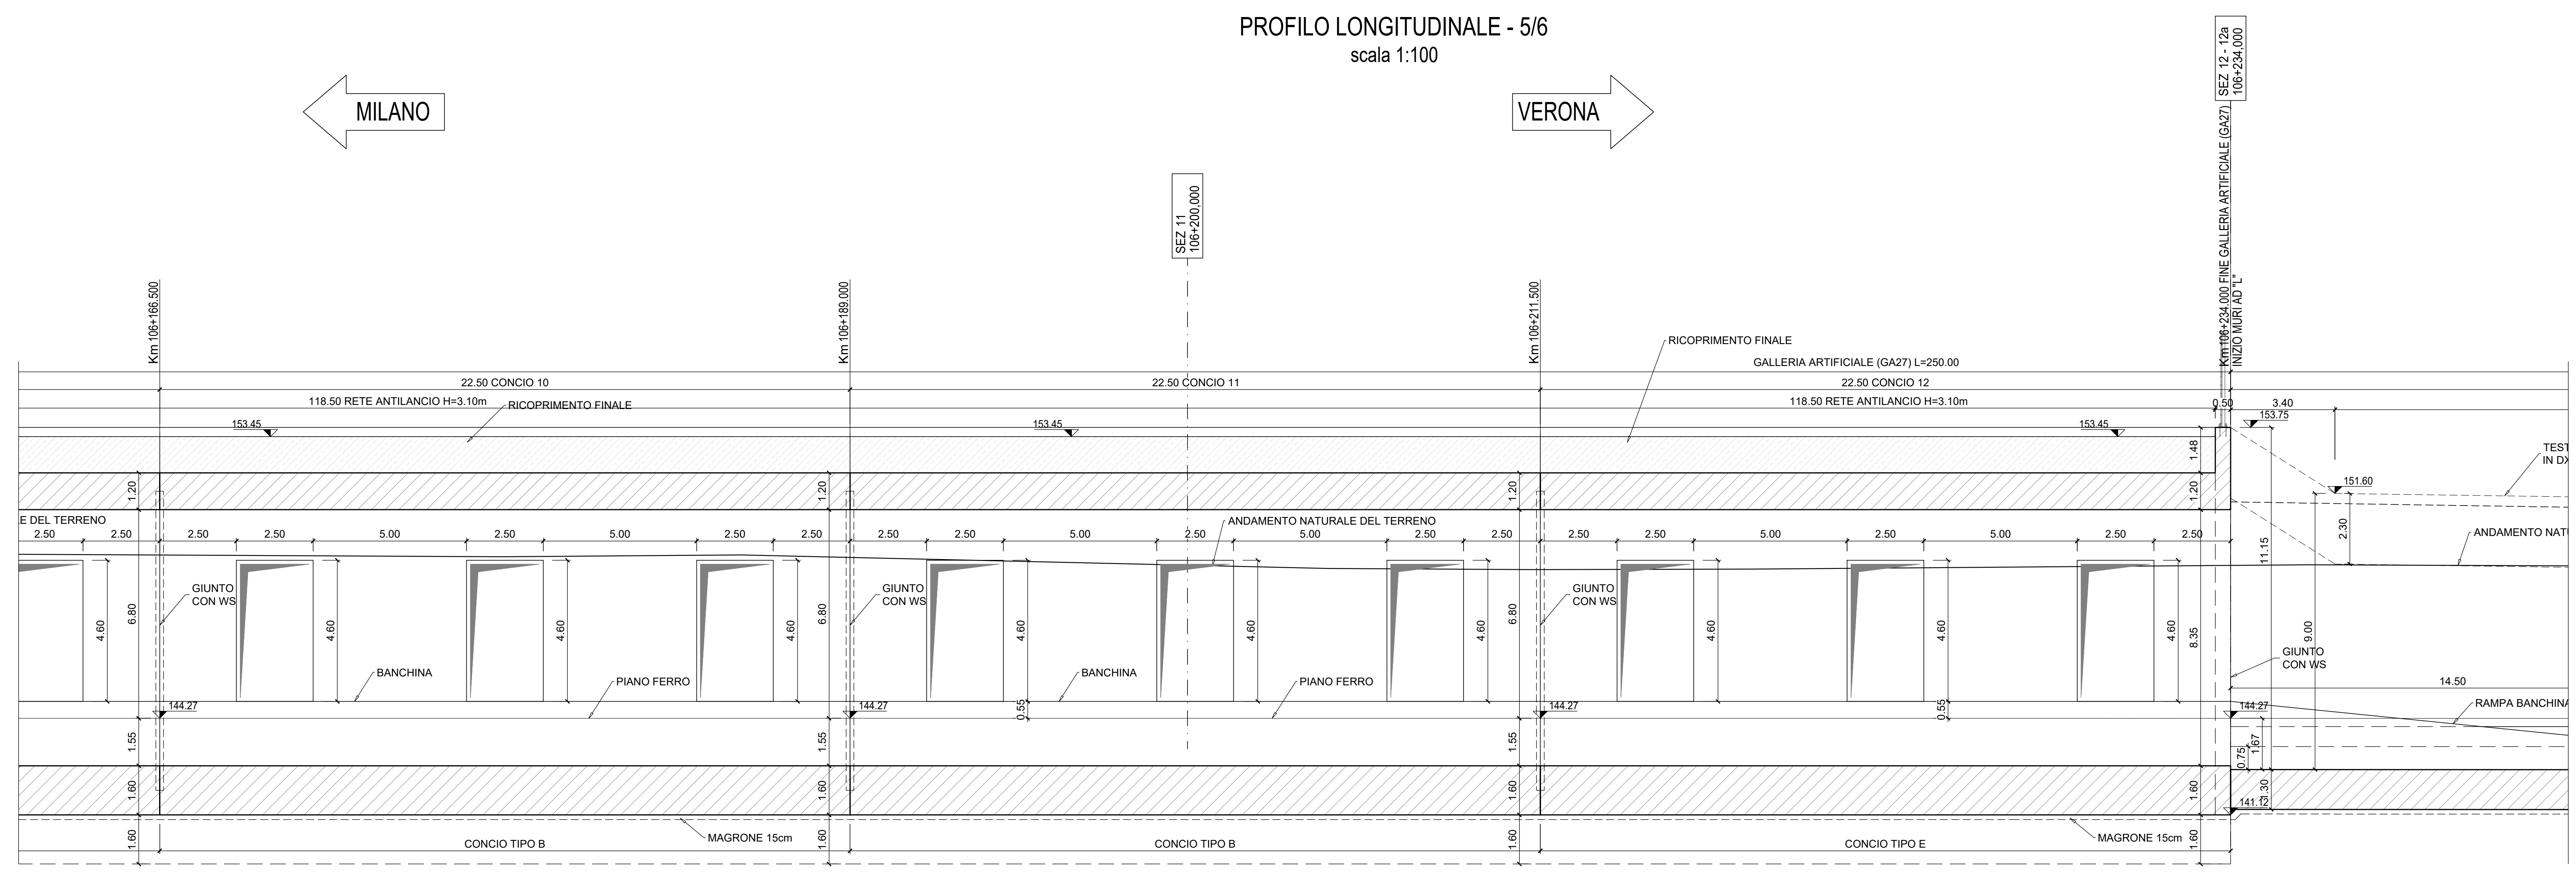 PROFILO LONGITUDINALE - 5/6
scala 1:100
MILANO
VERONA
SEZ 12 - 12a
106+234,000
SEZ 11
106+200,000
Km 106+166.500
Km 106+189.000
Km 106+211.500
Km 106+234.000 FINE GALLERIA ARTIFICIALE (GA27)
INIZIO MURI AD "L"
RICOPRIMENTO FINALE
GALLERIA ARTIFICIALE (GA27) L=250.00
22.50 CONCIO 10
22.50 CONCIO 11
22.50 CONCIO 12
118.50 RETE ANTILANCIO H=3.10m
RICOPRIMENTO FINALE
118.50 RETE ANTILANCIO H=3.10m
0.50
3.40
153.45
153.45
153.45
153.75
1.48
TEST
IN DX
151.60
1.20
1.20
1.20
1.20
E DEL TERRENO
ANDAMENTO NATURALE DEL TERRENO
2.30
ANDAMENTO NATU
2.50
2.50
2.50
2.50
5.00
2.50
5.00
2.50
2.50
2.50
2.50
5.00
2.50
5.00
2.50
2.50
2.50
2.50
5.00
2.50
5.00
2.50
2.50
11.15
GIUNTO
CON WS
GIUNTO
CON WS
GIUNTO
CON WS
6.80
6.80
6.80
8.35
9.00
4.60
4.60
4.60
4.60
4.60
4.60
4.60
4.60
4.60
4.60
GIUNTO
CON WS
BANCHINA
PIANO FERRO
BANCHINA
PIANO FERRO
14.50
144.27
144.27
144.27
144.27
0.55
0.55
RAMPA BANCHINA
1.55
1.55
1.55
1.67
0.75
1.60
1.60
1.60
1.60
1.30
141.12
MAGRONE 15cm
MAGRONE 15cm
1.60
1.60
1.60
1.60
CONCIO TIPO B
CONCIO TIPO B
CONCIO TIPO E